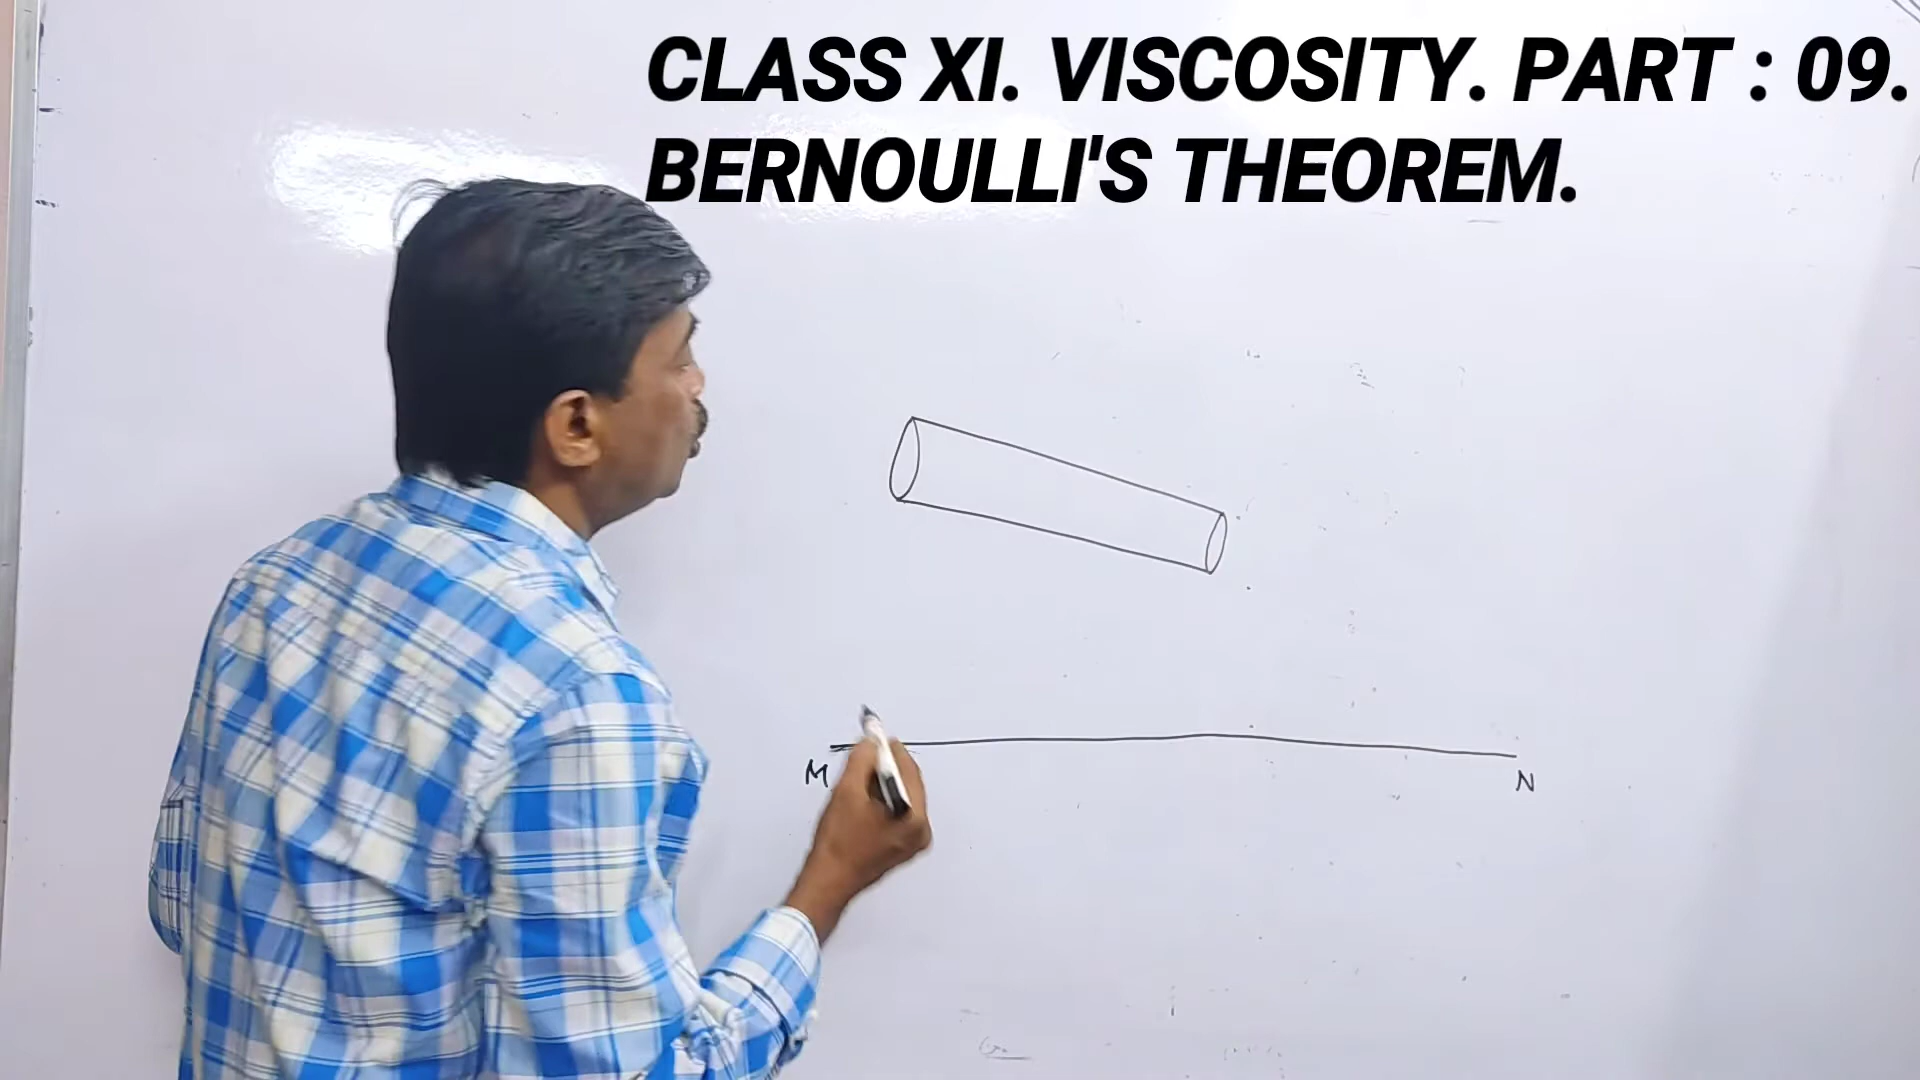 CLASS XI. VISCOSITY. PART : 09.
BERNOULLI'S THEOREM.
M N